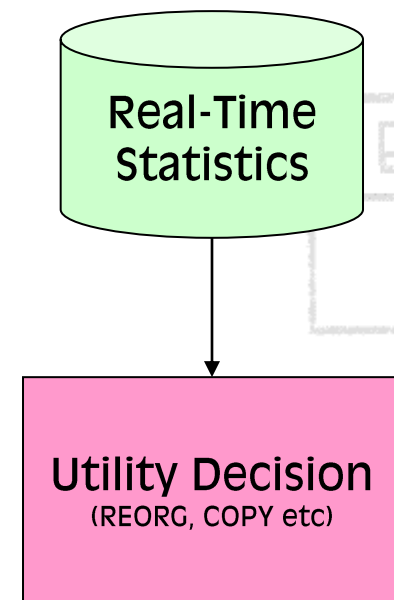 Real-Time
Statistics
Utility Decision
(REORG, COPY etc)